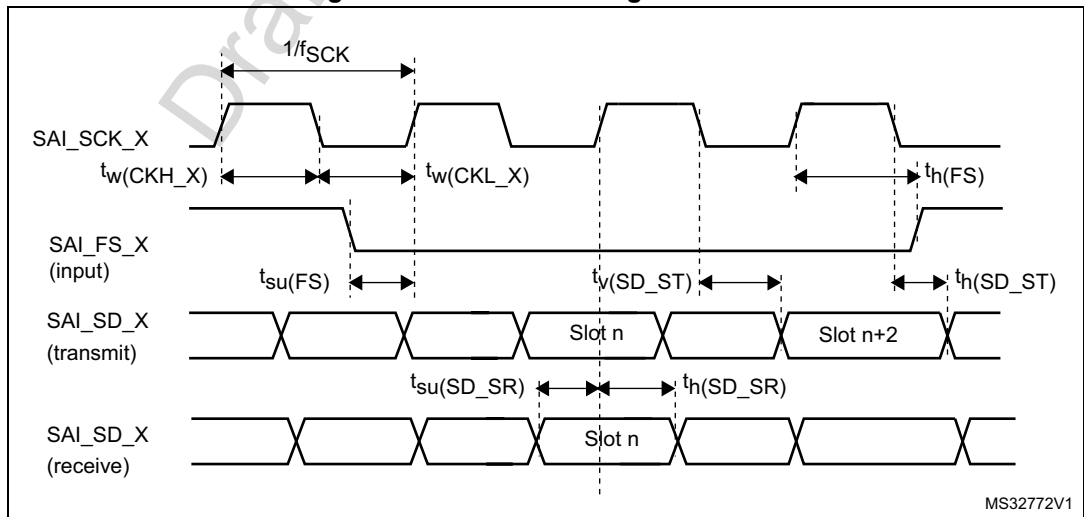 1/fSCK
SAI_SCK_X
tw(CKH_X) tw(CKL_X) th(FS)
SAI_FS_X
(input)
tsu(FS) tv(SD_ST) th(SD_ST)
SAI_SD_X
(transmit)
Slot n Slot n+2
tsu(SD_SR) th(SD_SR)
SAI_SD_X
(receive)
Slot n
MS32772V1